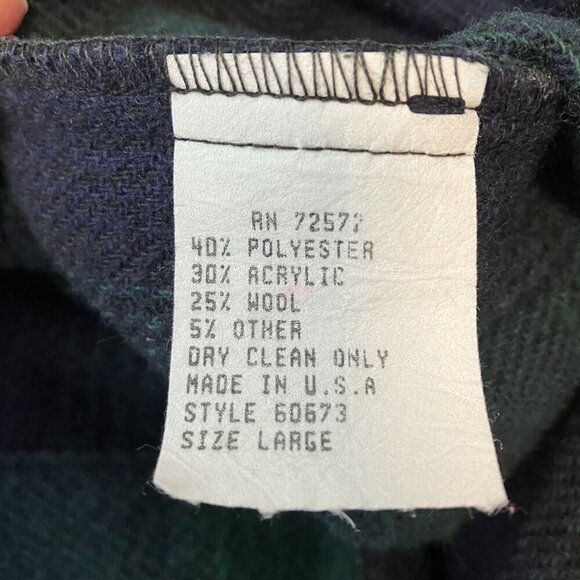 RN 72577
40% POLYESTER
30% ACRYLIC
25% WOOL
5% OTHER
DRY CLEAN ONLY
MADE IN U.S.A
STYLE 60673
SIZE LARGE